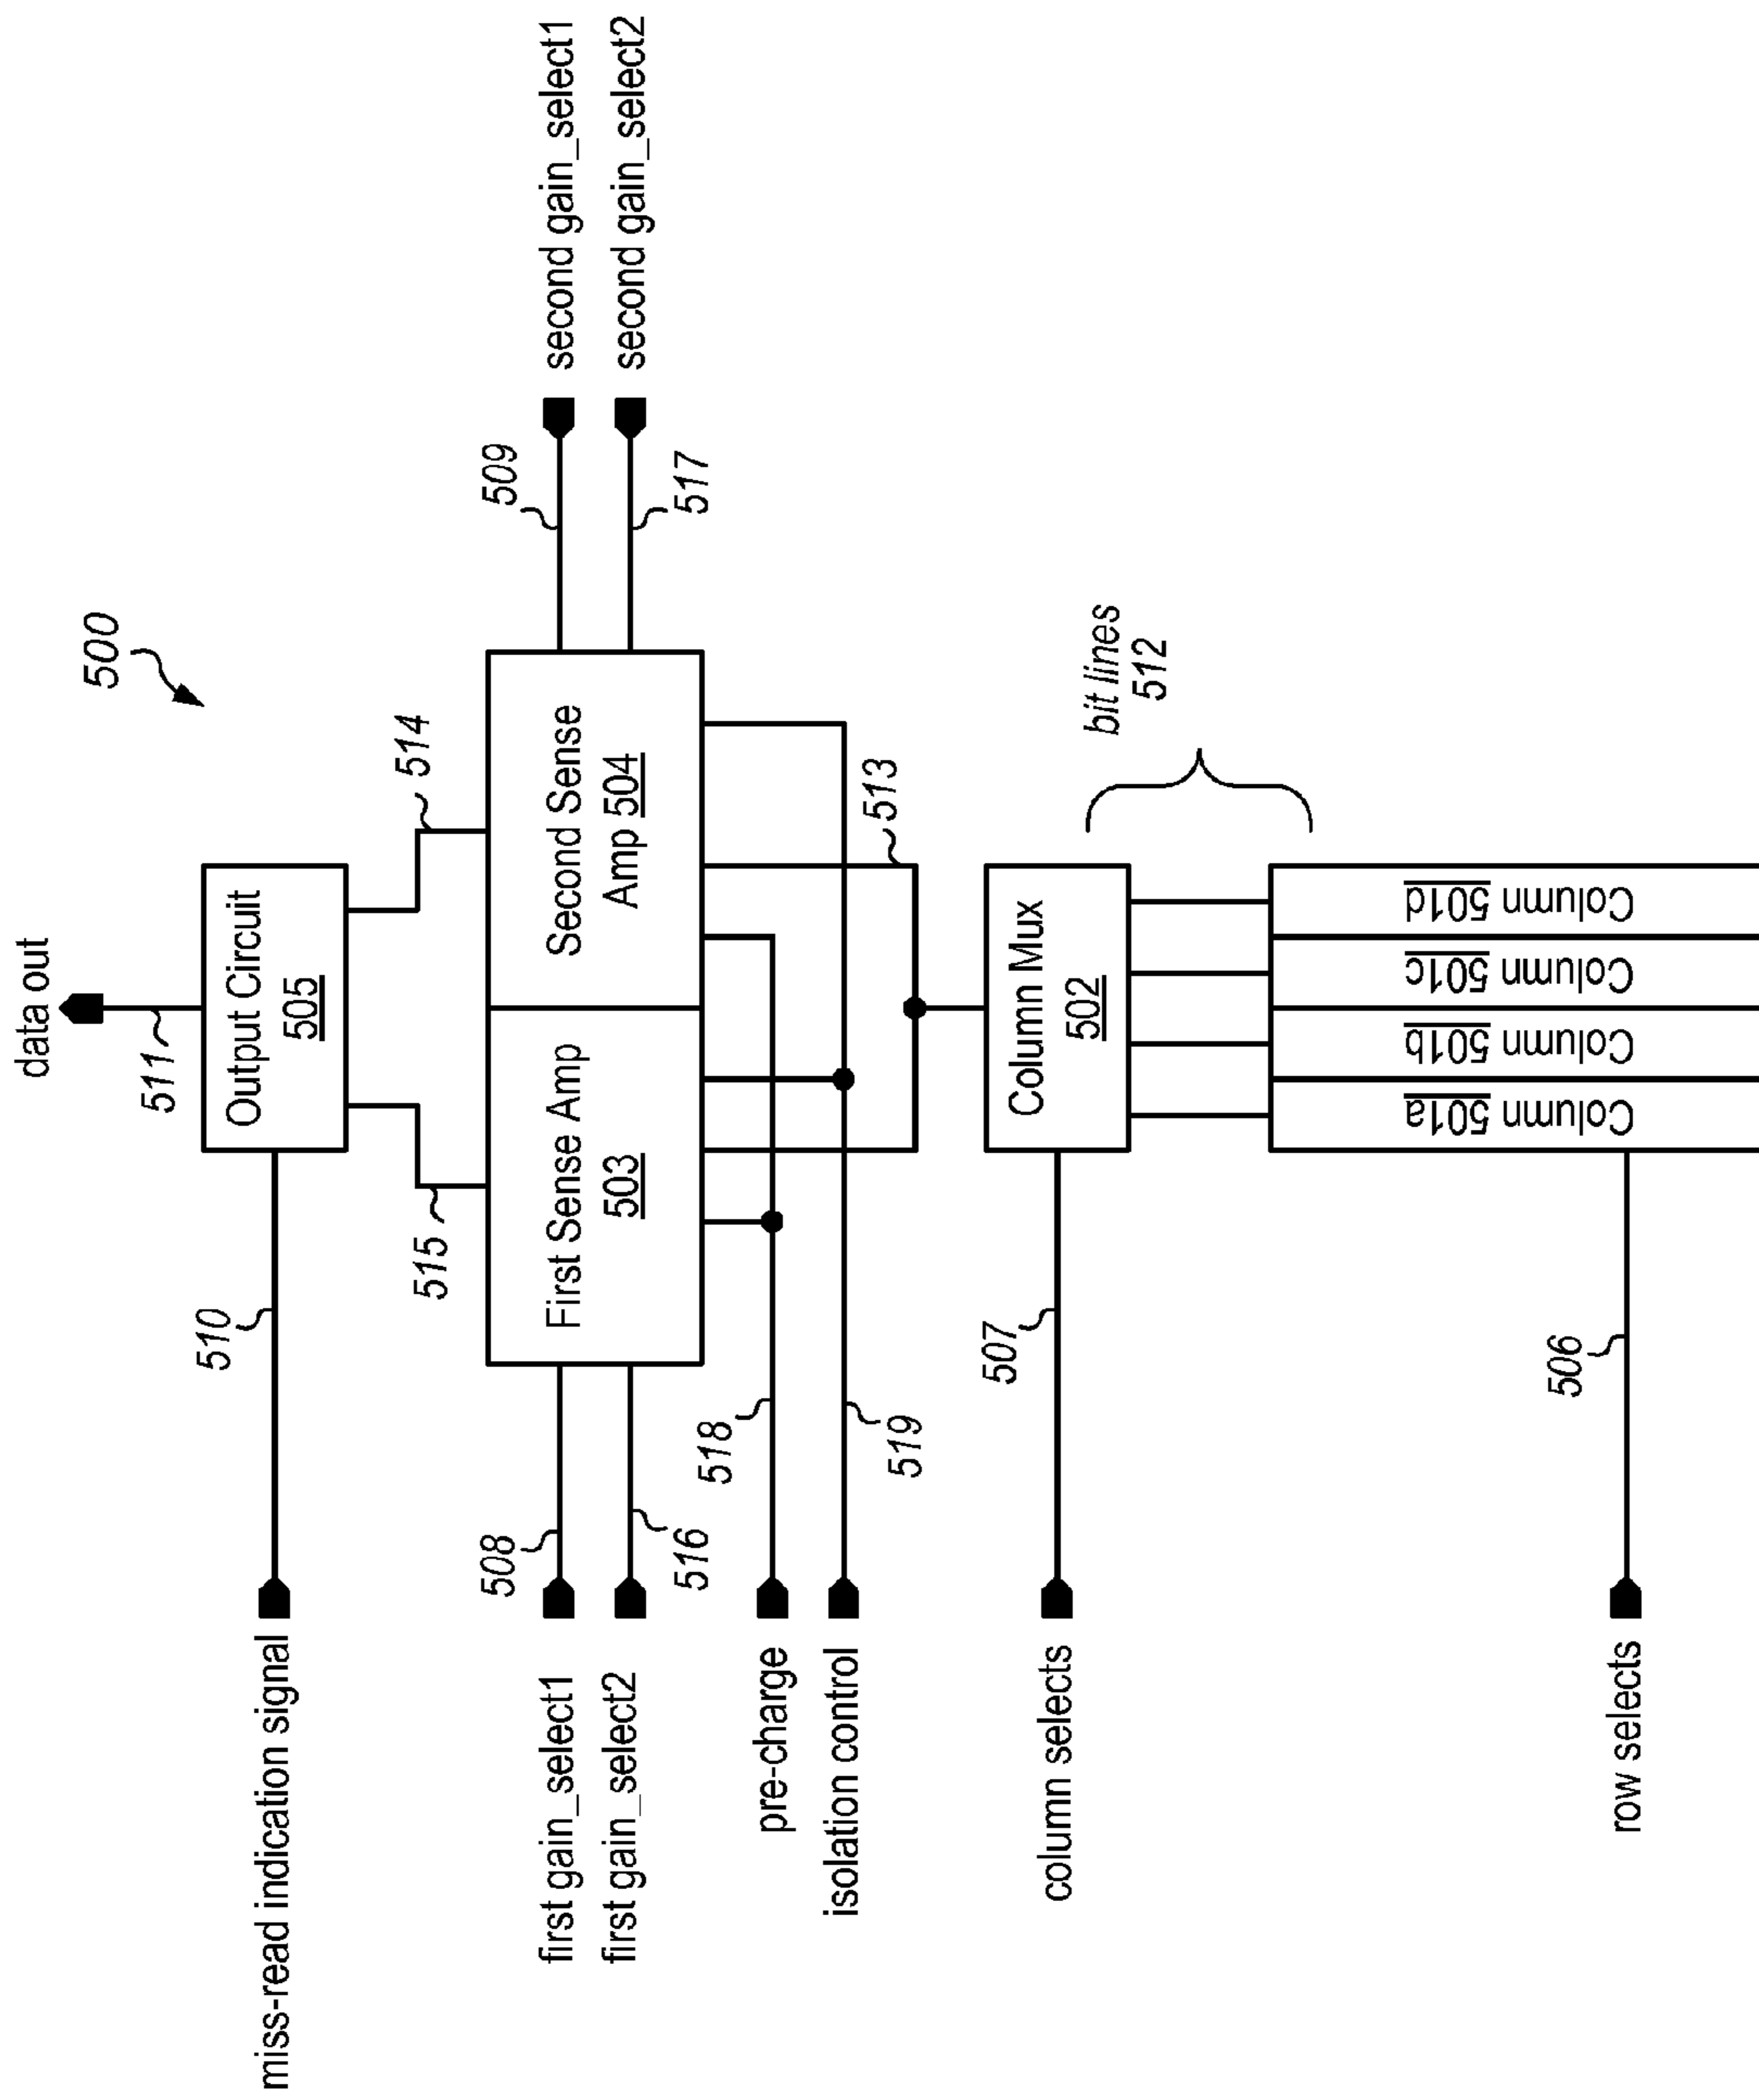 500
data out
511
miss-read indication signal
510
Output Circuit
505
515
514
first gain_select1
508
first gain_select2
516
First Sense Amp
503
Second Sense
Amp 504
509
second gain_select1
517
second gain_select2
pre-charge
518
isolation control
519
513
column selects
507
Column Mux
502
bit lines
512
row selects
506
Column 501a
Column 501b
Column 501c
Column 501d